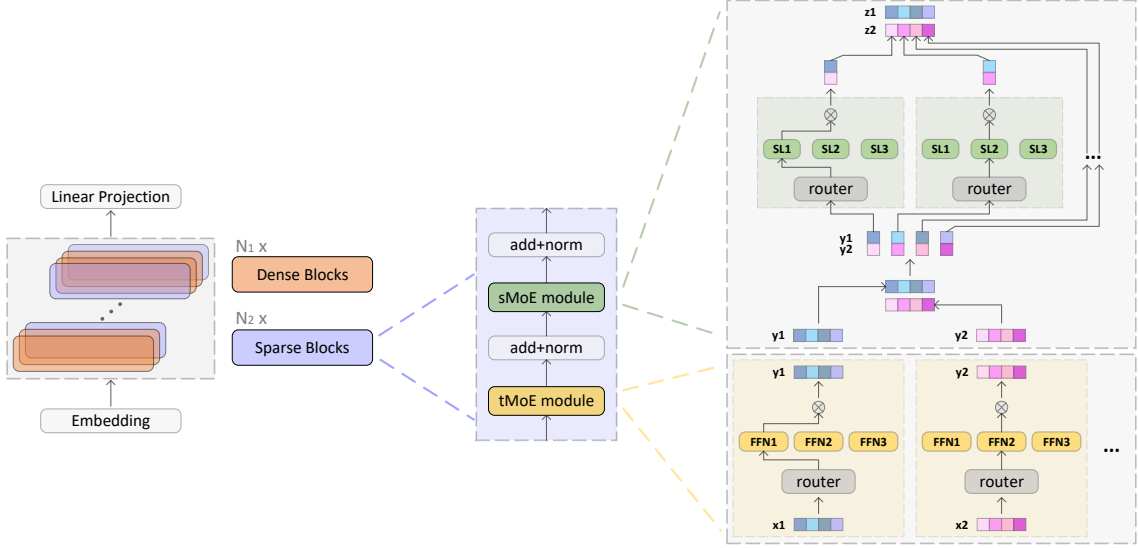 Linear Projection
Embedding
N1 x
Dense Blocks
N2 x
Sparse Blocks
add+norm
sMoE module
add+norm
tMoE module
z1
z2
SL1 SL2 SL3
SL1 SL2 SL3
...
router
router
y1
y2
y1
y2
y1
y2
FFN1 FFN2 FFN3
FFN1 FFN2 FFN3
...
router
router
x1
x2